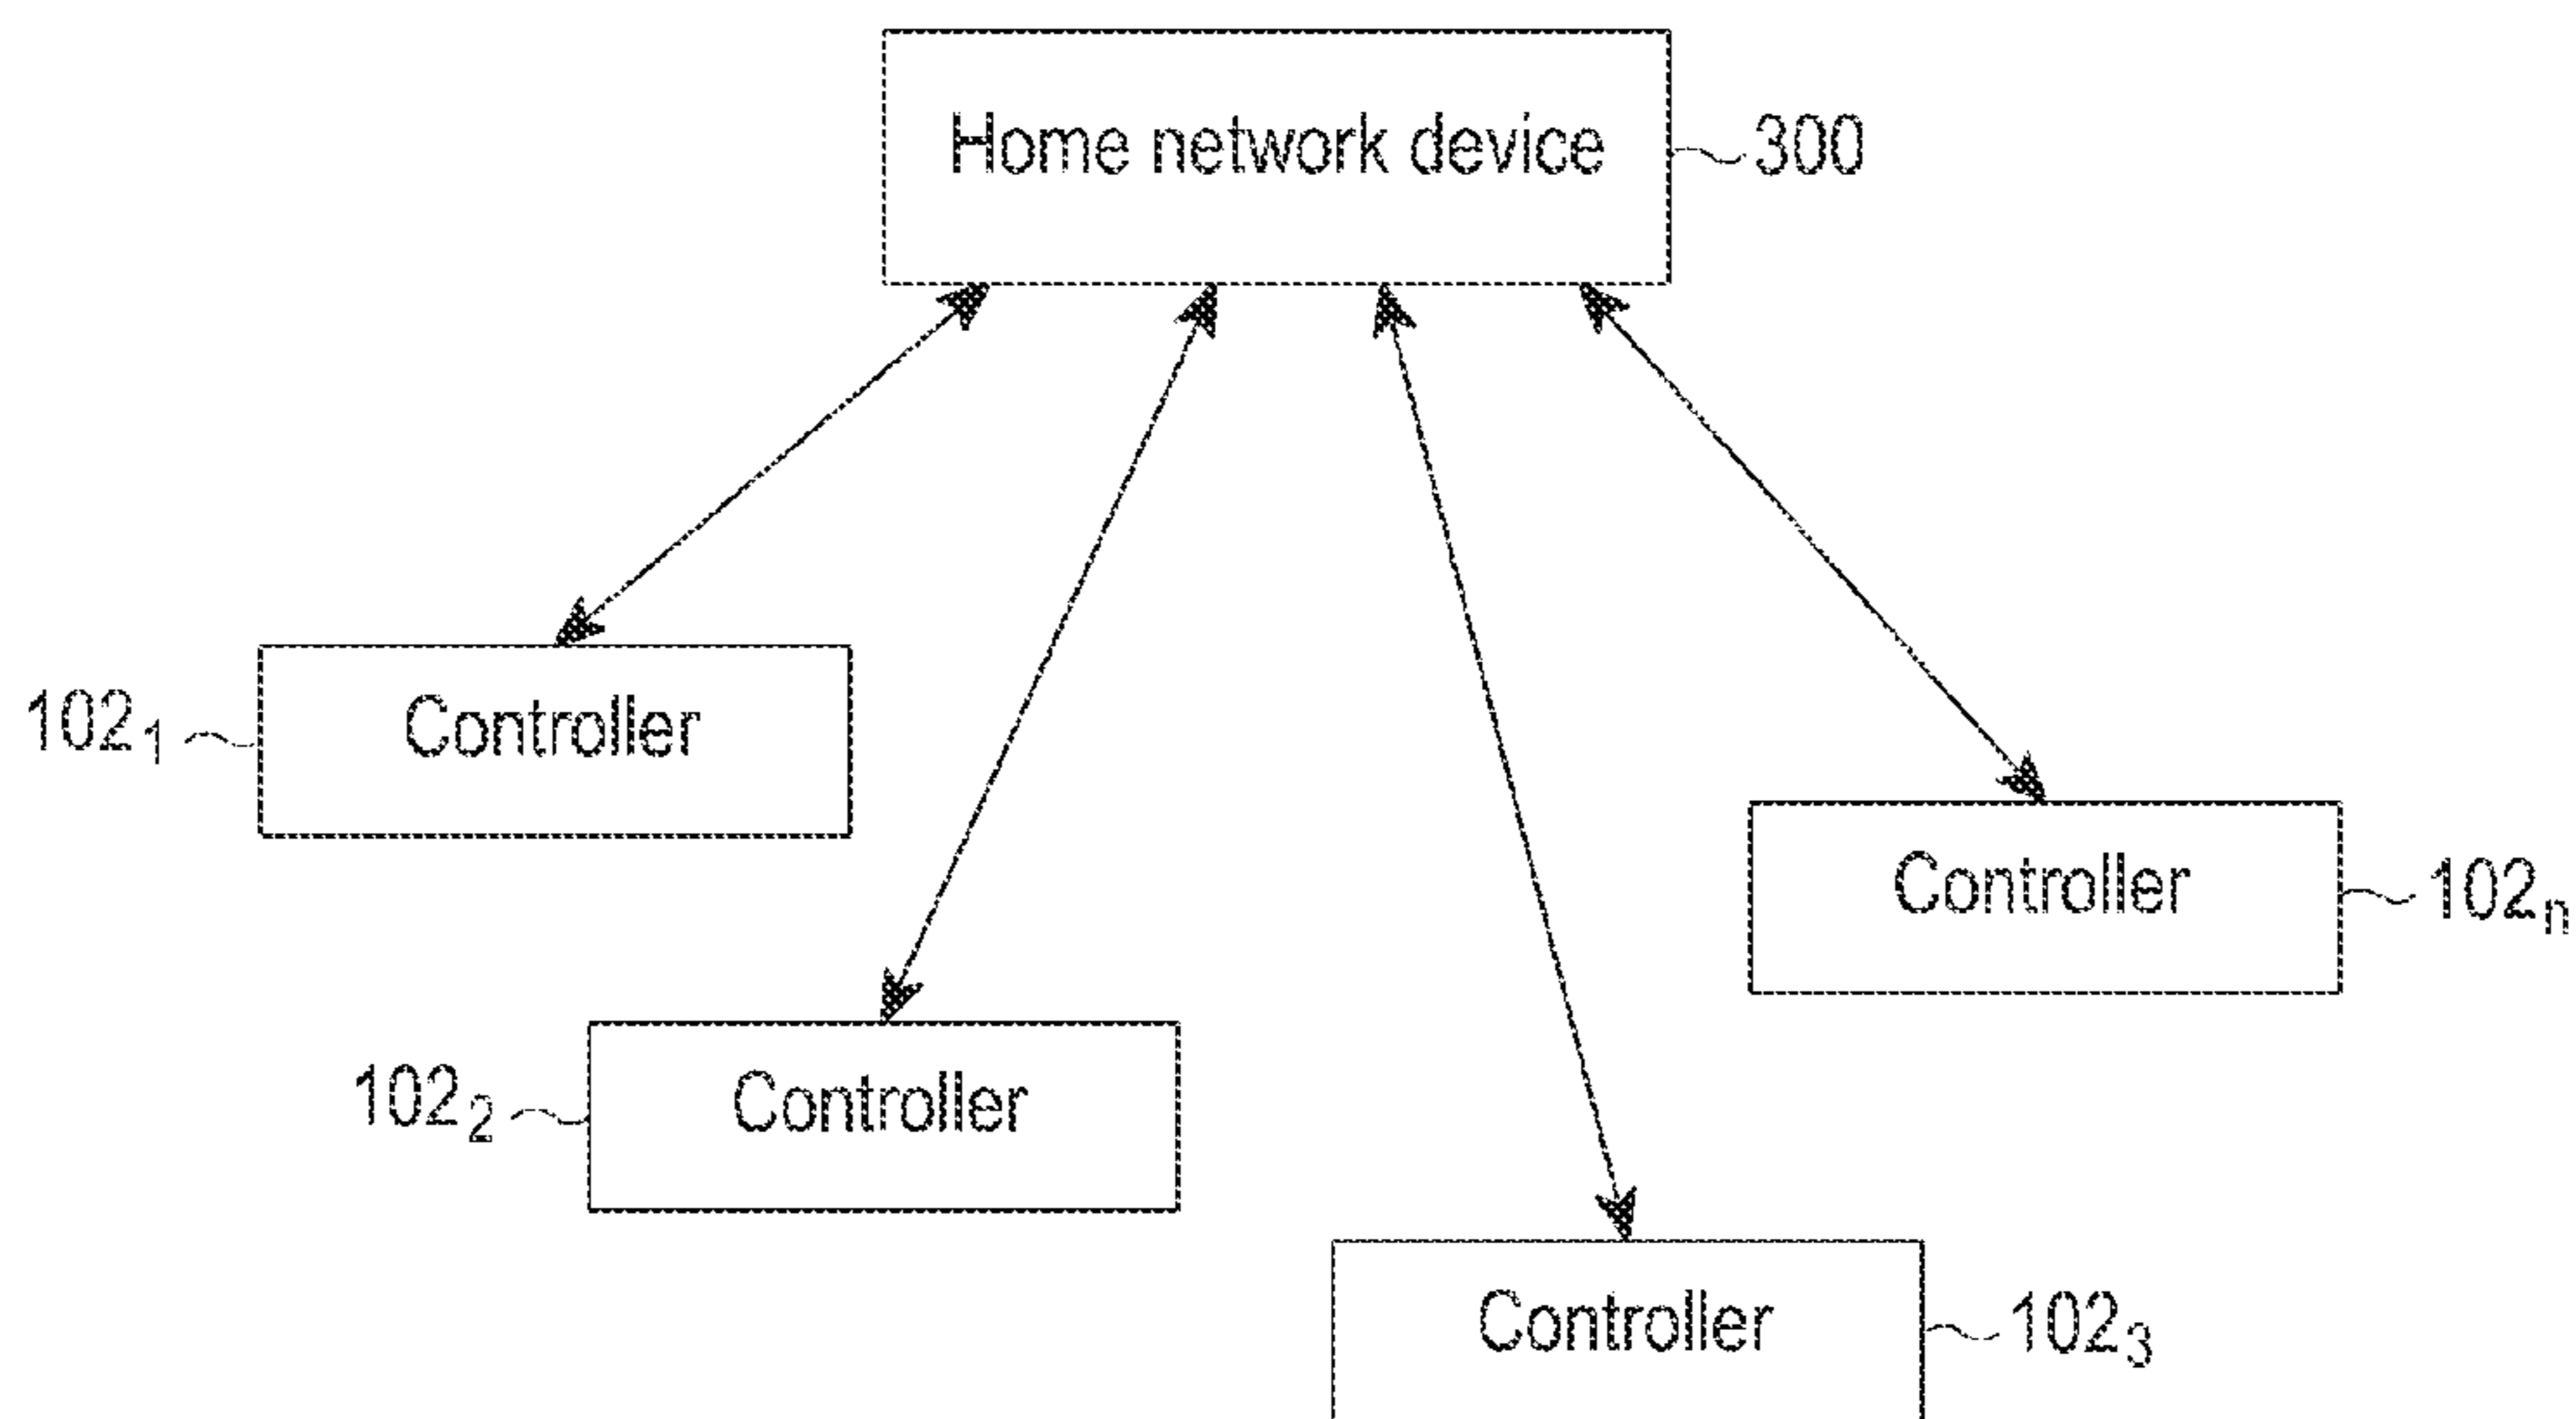 Home network device 300
102₁ Controller
Controller 102ₙ
102₂ Controller
Controller 102₃